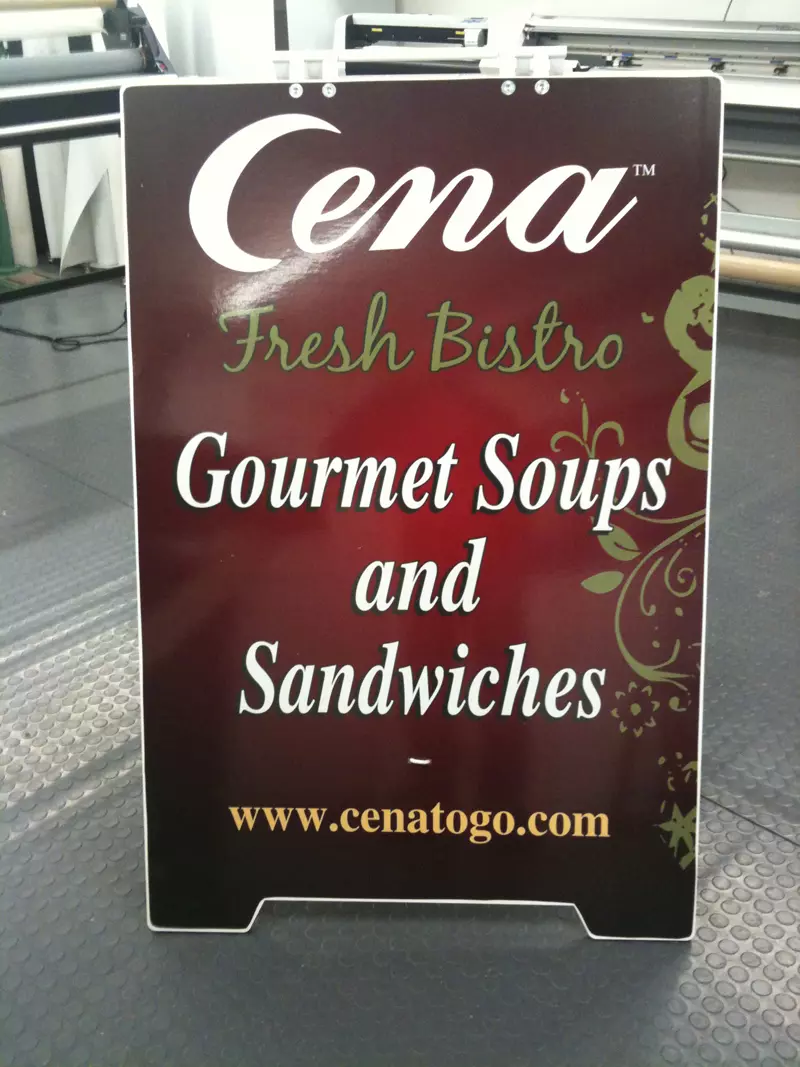 Cena™
Fresh Bistro
Gourmet Soups
and
Sandwiches
www.cenatogo.com